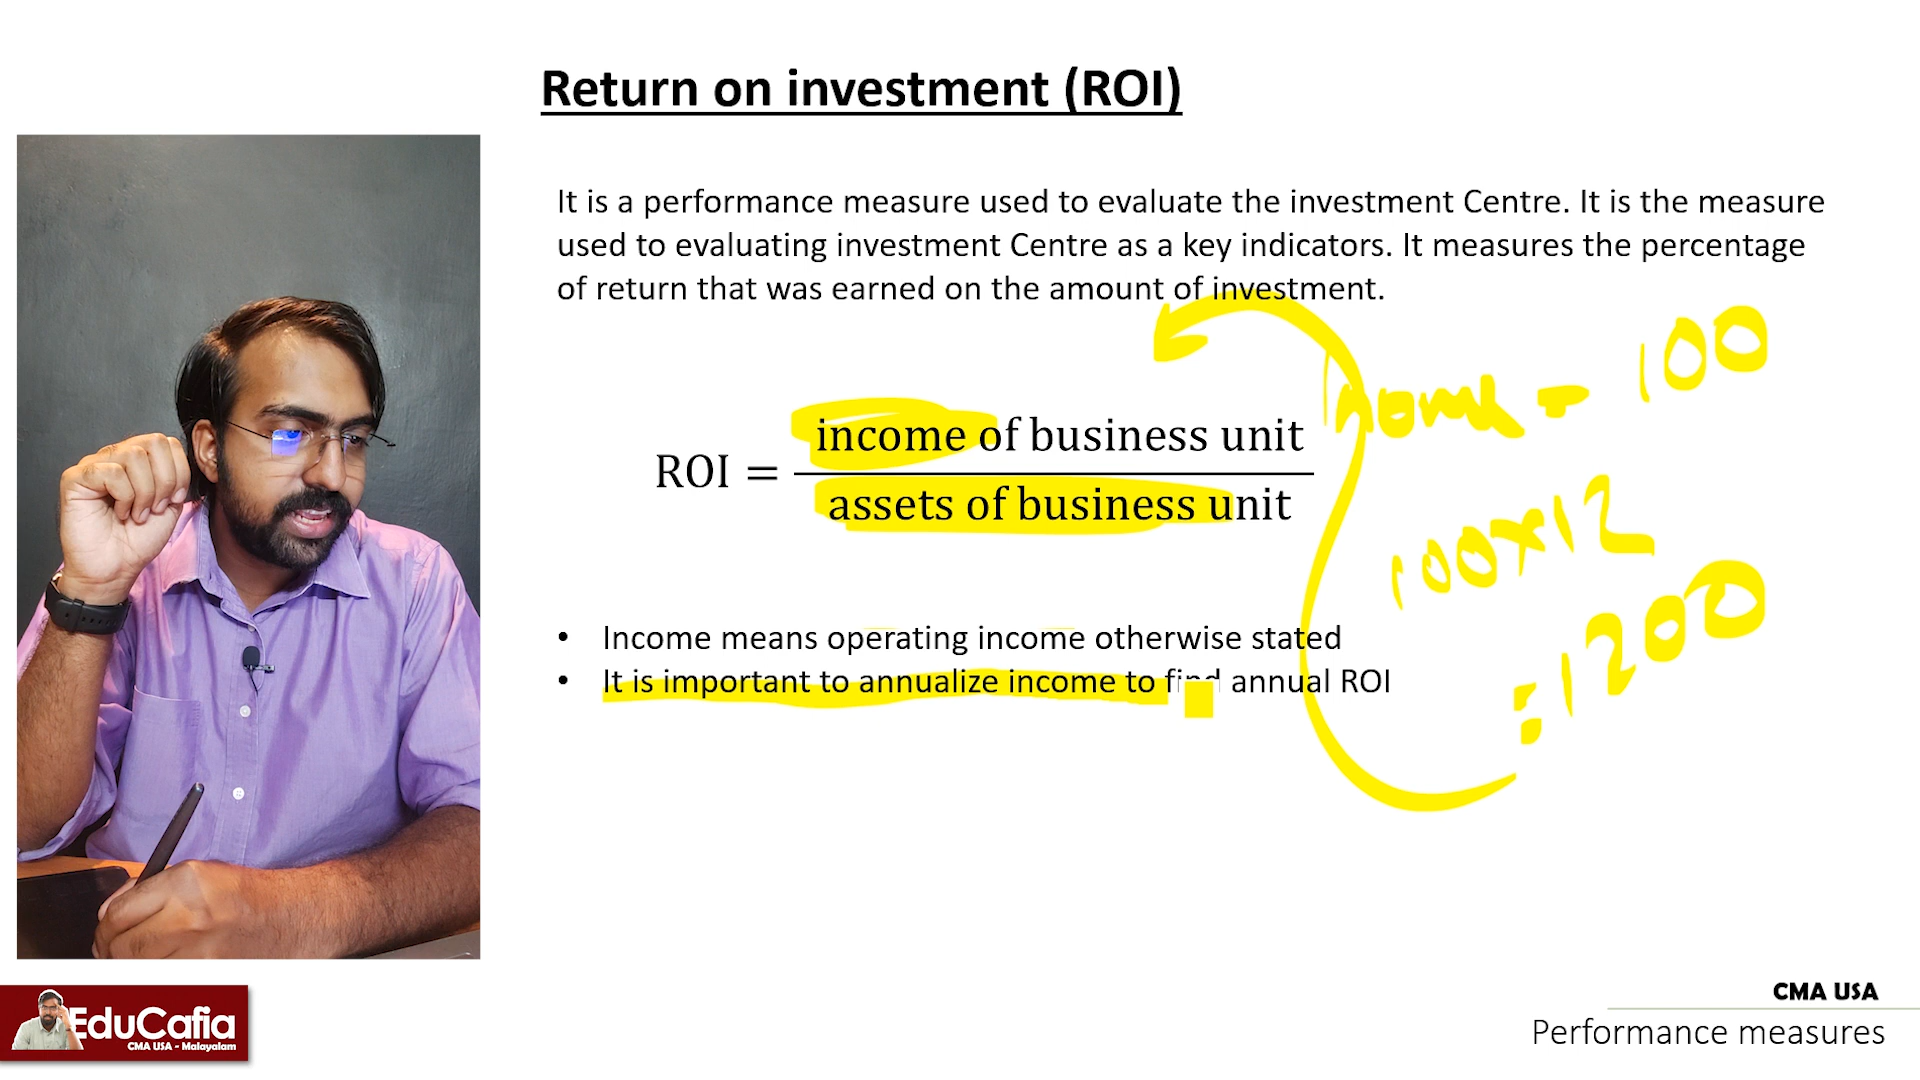 Return on investment (ROI)
It is a performance measure used to evaluate the investment Centre. It is the measure
used to evaluating investment Centre as a key indicators. It measures the percentage
of return that was earned on the amount of investment.
Income - 100
ROI = income of business unit
assets of business unit
100×12
= 1200
• Income means operating income otherwise stated
• It is important to annualize income to find annual ROI
EduCafia
CMA USA - Malayalam
CMA USA
Performance measures